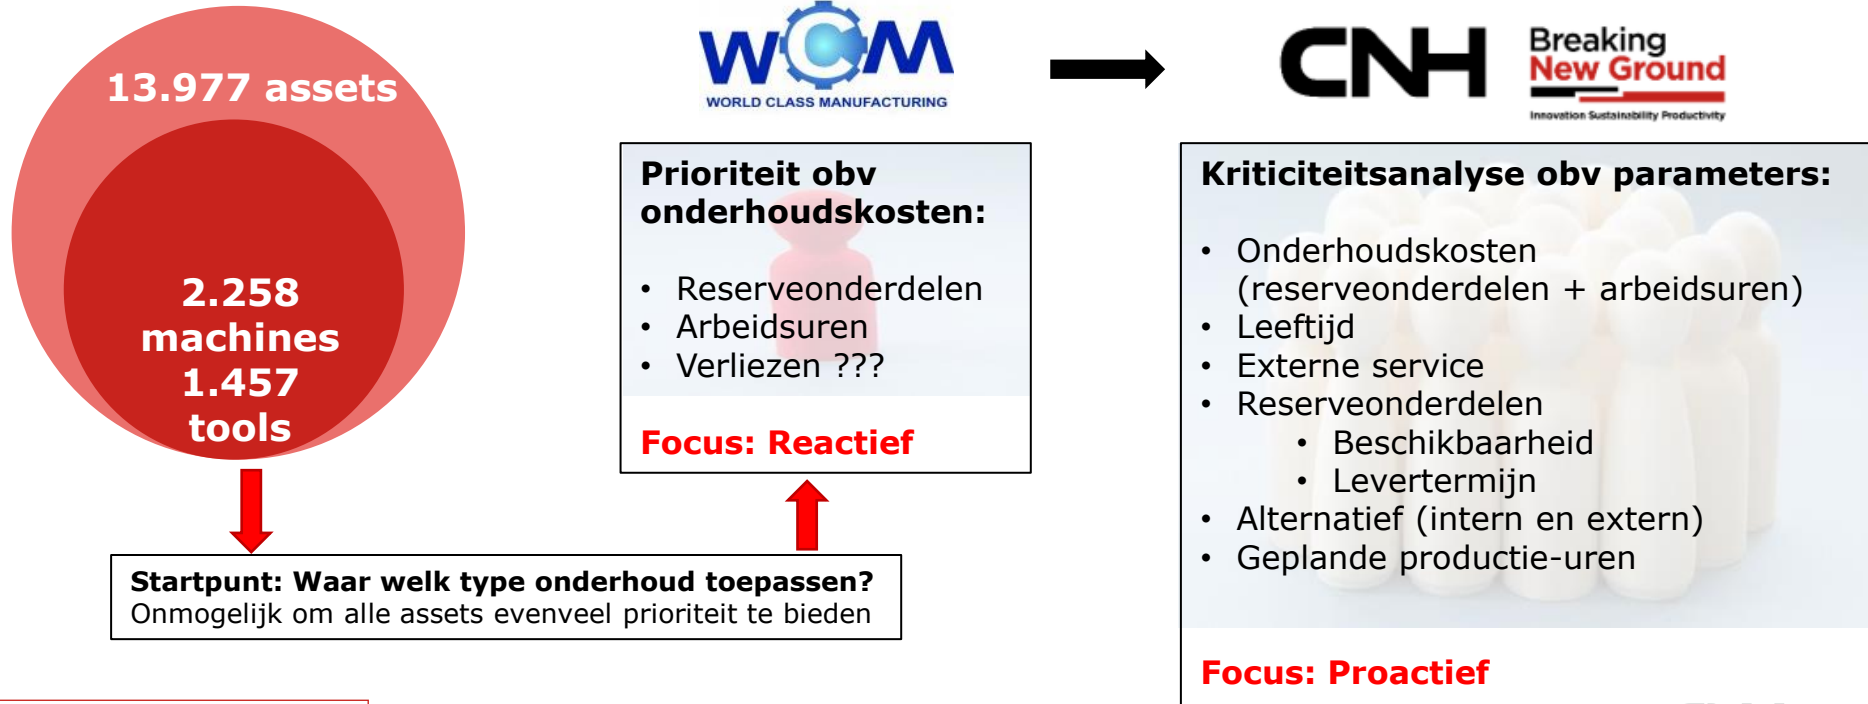 13.977 assets
2.258
machines
1.457
tools
Startpunt: Waar welk type onderhoud toepassen?
Onmogelijk om alle assets evenveel prioriteit te bieden
WCM
WORLD CLASS MANUFACTURING
Prioriteit obv
onderhoudskosten:
• Reserveonderdelen
• Arbeidsuren
• Verliezen ???
Focus: Reactief
CNH
Breaking
New Ground
Innovation Sustainability Productivity
Kriticiteitsanalyse obv parameters:
• Onderhoudskosten
(reserveonderdelen + arbeidsuren)
• Leeftijd
• Externe service
• Reserveonderdelen
• Beschikbaarheid
• Levertermijn
• Alternatief (intern en extern)
• Geplande productie-uren
Focus: Proactief